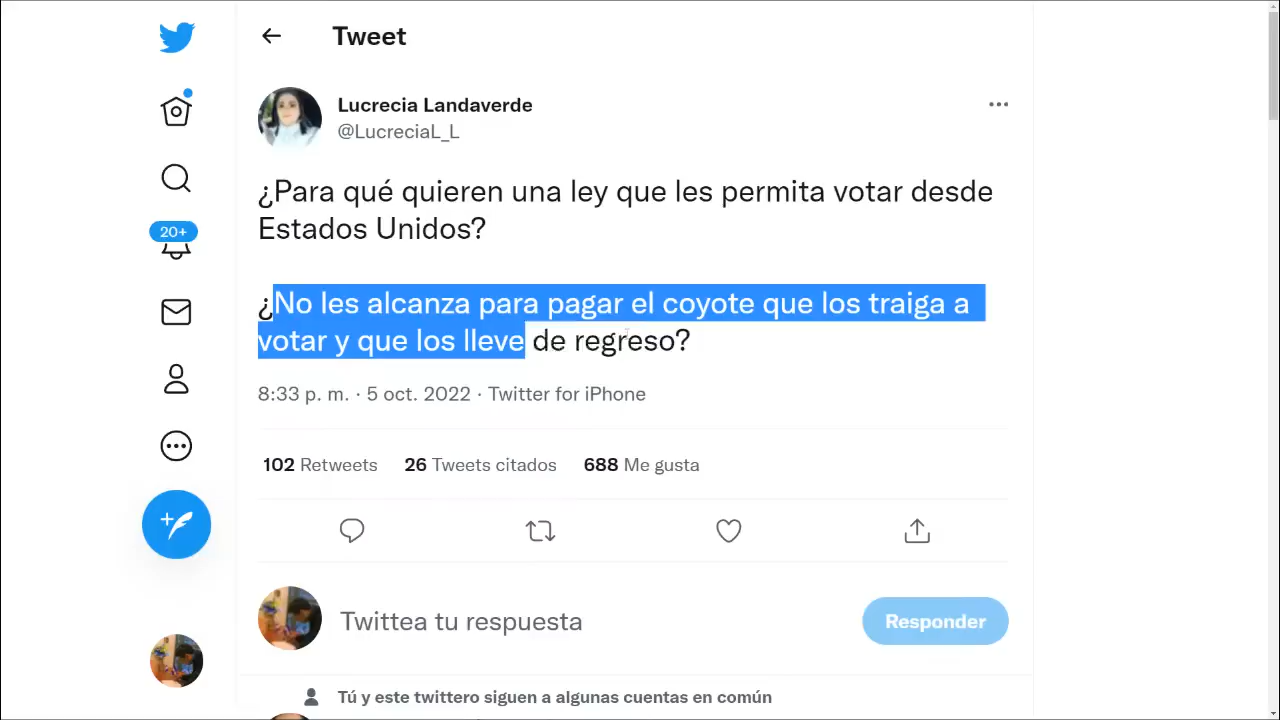 Tweet
Lucrecia Landaverde
@LucreciaL_L
¿Para qué quieren una ley que les permita votar desde
Estados Unidos?
¿No les alcanza para pagar el coyote que los traiga a
votar y que los lleve de regreso?
8:33 p. m. · 5 oct. 2022 · Twitter for iPhone
102 Retweets 26 Tweets citados 688 Me gusta
20+
Twittea tu respuesta
Responder
Tú y este twittero siguen a algunas cuentas en común